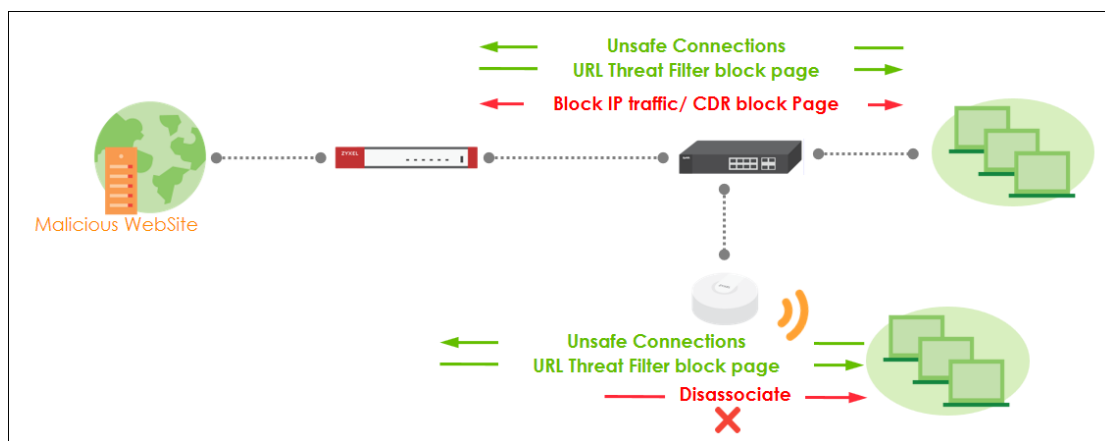 Unsafe Connections
URL Threat Filter block page
Block IP traffic/ CDR block Page
ZYXEL
Malicious WebSite
Unsafe Connections
URL Threat Filter block page
Disassociate